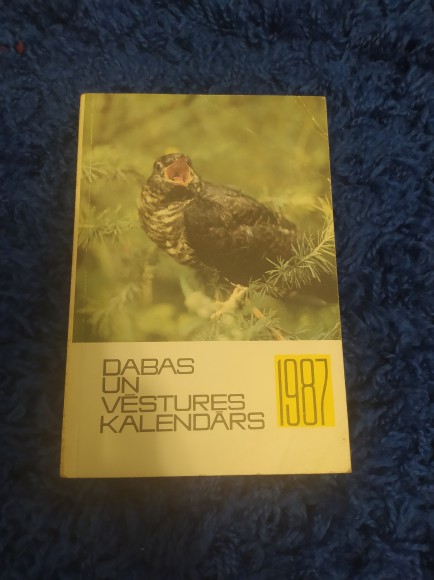 DABAS
UN
VĒSTURES
KALENDĀRS
1987